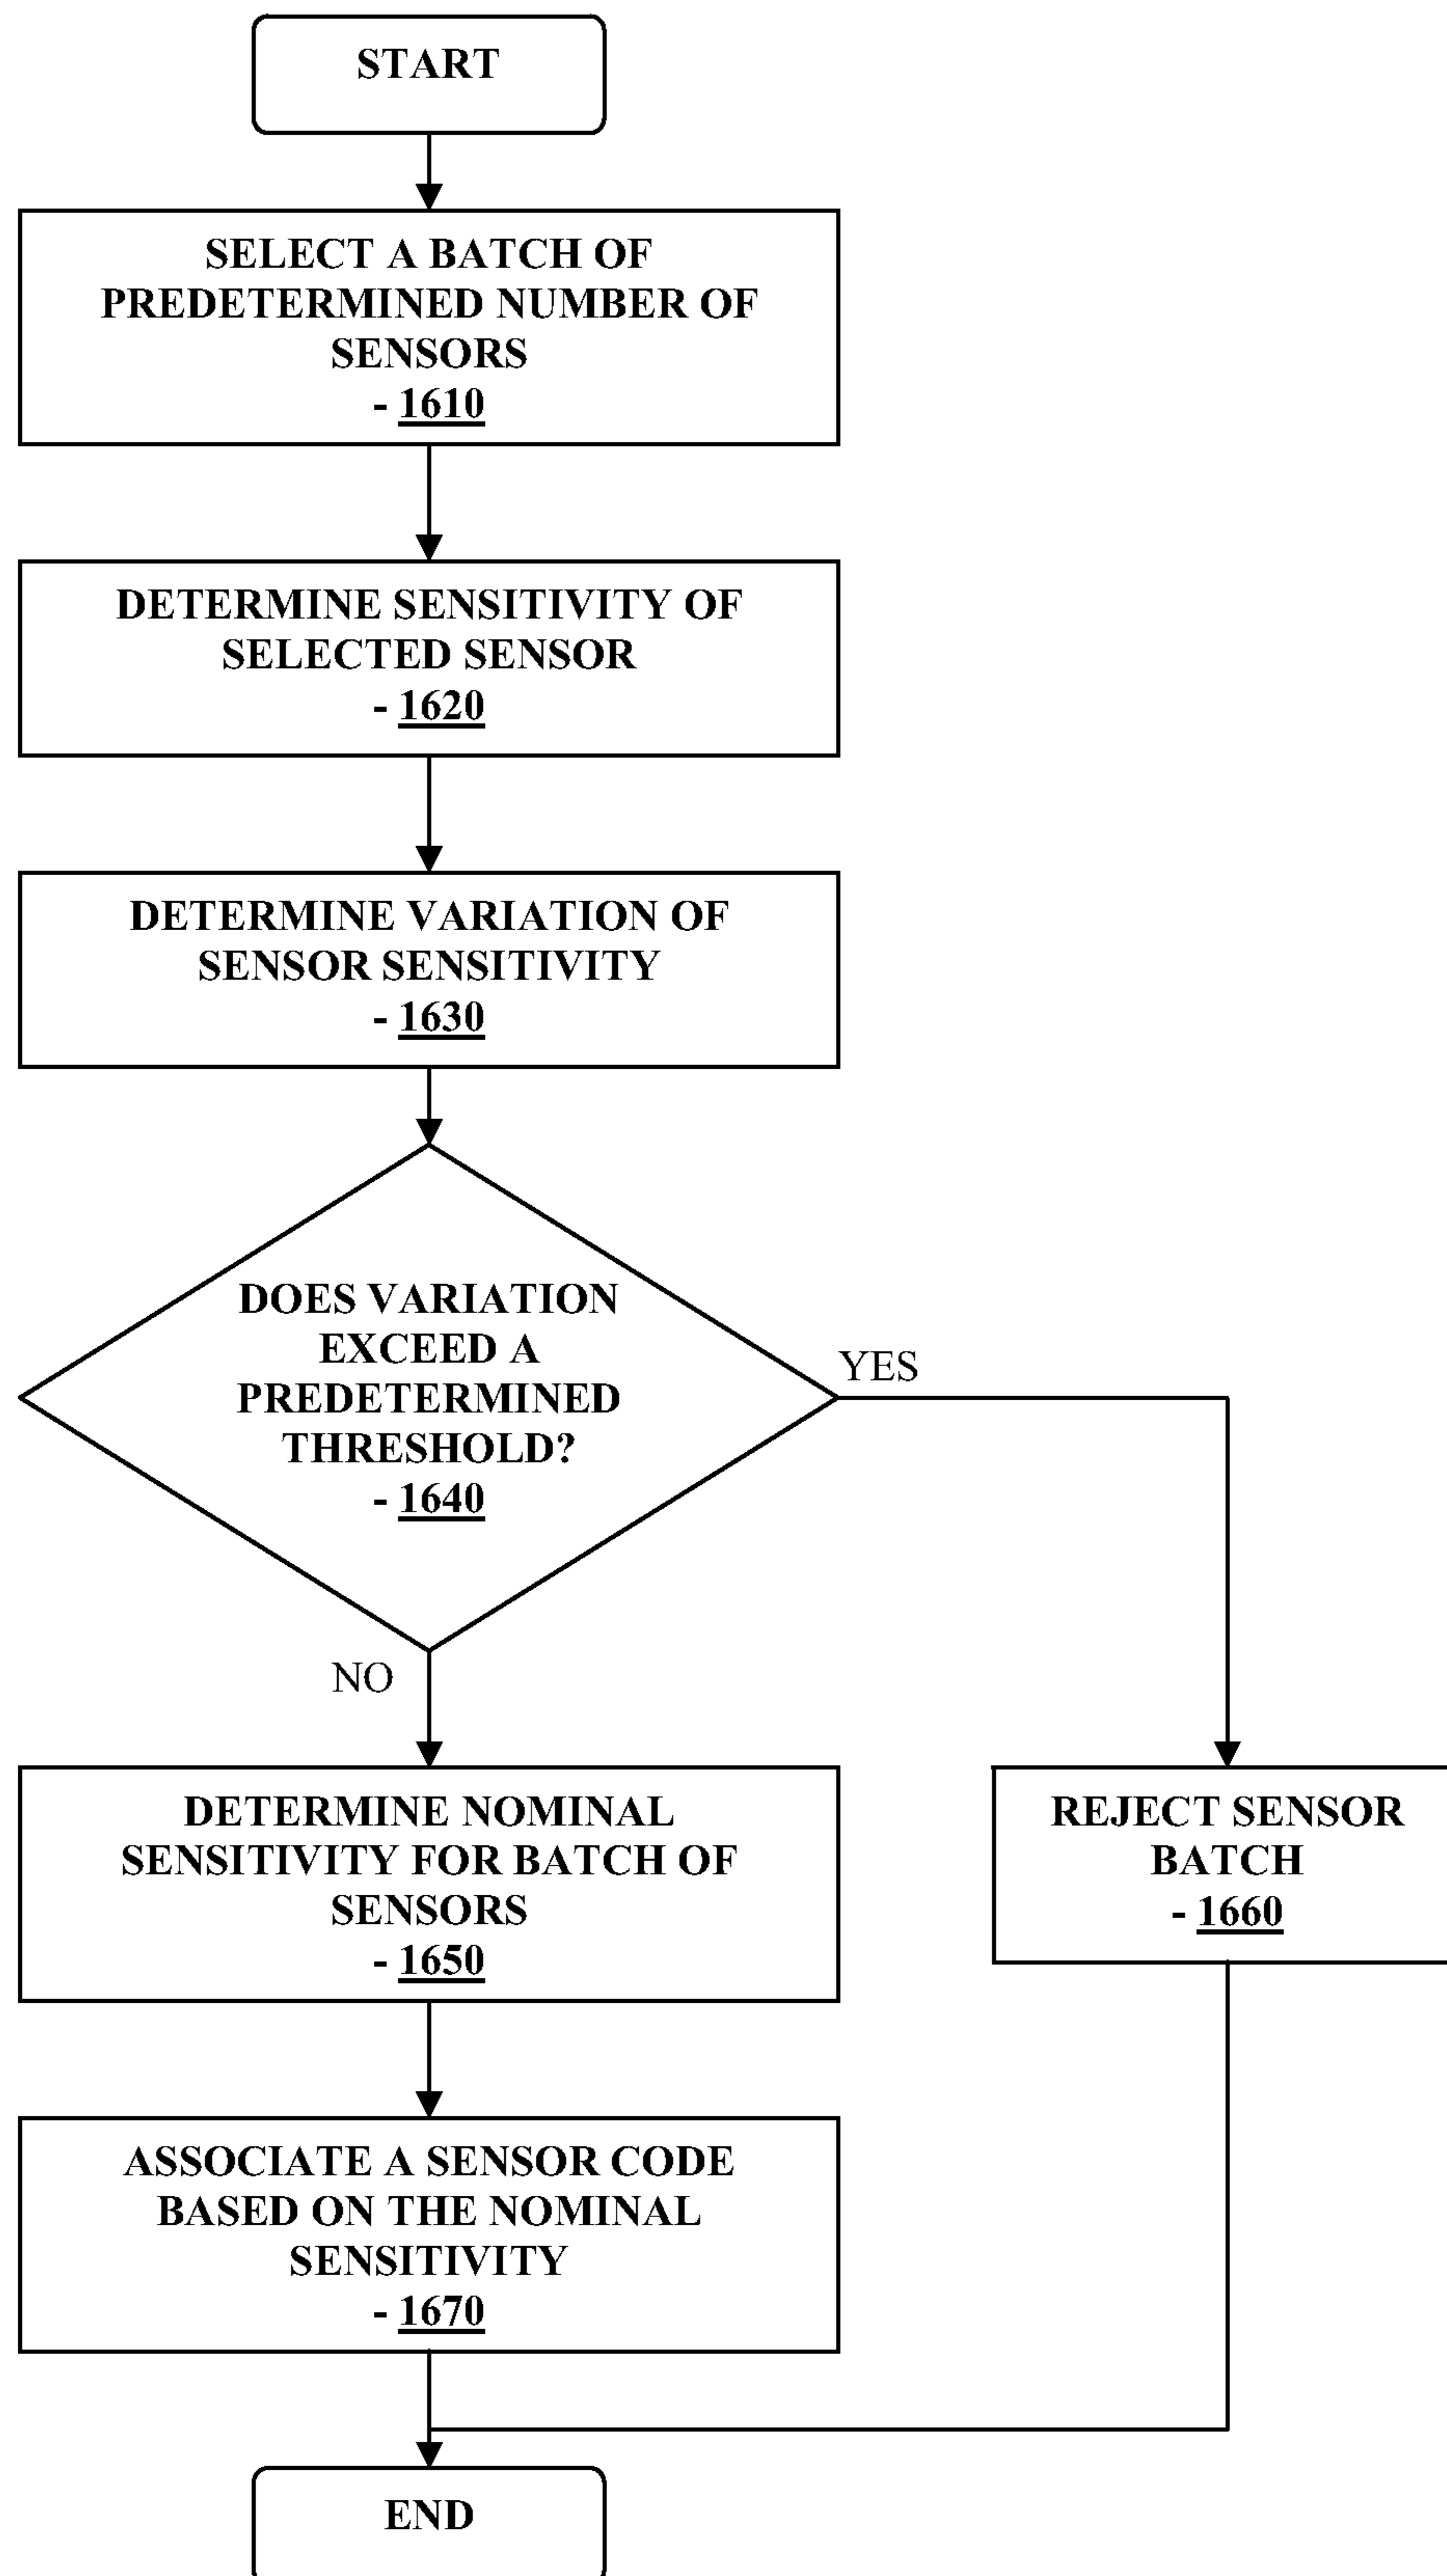 START
SELECT A BATCH OF
PREDETERMINED NUMBER OF
SENSORS
- 1610
DETERMINE SENSITIVITY OF
SELECTED SENSOR
- 1620
DETERMINE VARIATION OF
SENSOR SENSITIVITY
- 1630
DOES VARIATION
EXCEED A
PREDETERMINED
THRESHOLD?
- 1640
YES
NO
DETERMINE NOMINAL
SENSITIVITY FOR BATCH OF
SENSORS
- 1650
REJECT SENSOR
BATCH
- 1660
ASSOCIATE A SENSOR CODE
BASED ON THE NOMINAL
SENSITIVITY
- 1670
END